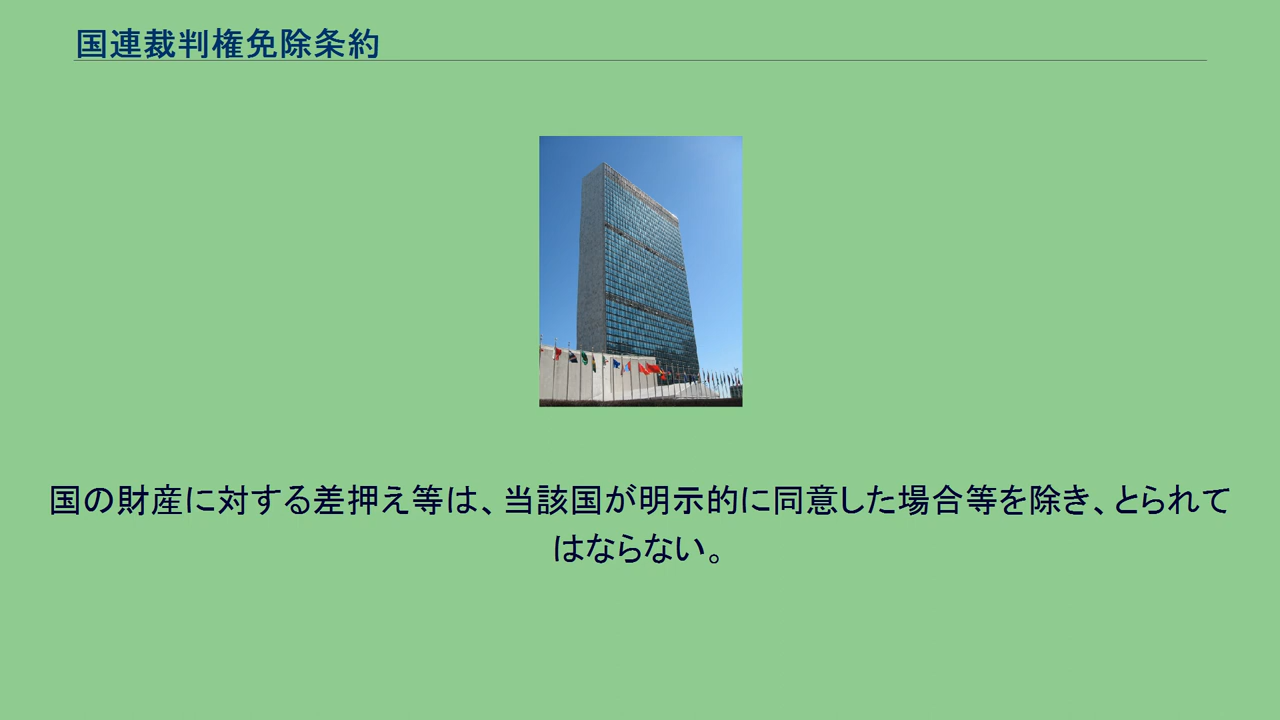 国連裁判権免除条約
国の財産に対する差押え等は、当該国が明示的に同意した場合等を除き、とられて
はならない。